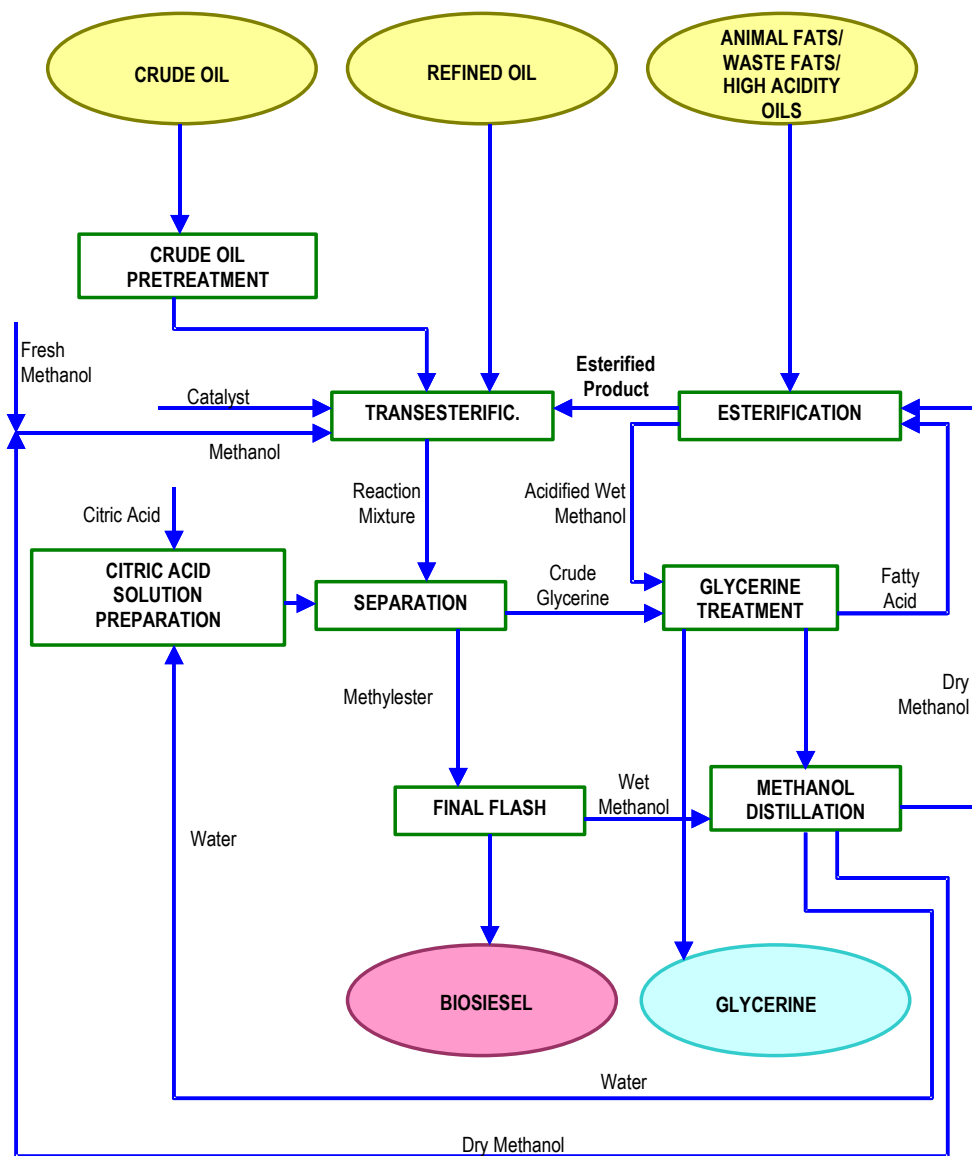 CRUDE OIL
REFINED OIL
ANIMAL FATS/
WASTE FATS/
HIGH ACIDITY
OILS
CRUDE OIL
PRETREATMENT
Fresh
Methanol
Catalyst
TRANSESTERIFIC.
Esterified
Product
ESTERIFICATION
Methanol
Reaction
Mixture
Acidified Wet
Methanol
Citric Acid
CITRIC ACID
SOLUTION
PREPARATION
SEPARATION
Crude
Glycerine
GLYCERINE
TREATMENT
Fatty
Acid
Methylester
Dry
Methanol
Water
FINAL FLASH
Wet
Methanol
METHANOL
DISTILLATION
BIOSIESEL
GLYCERINE
Water
Dry Methanol